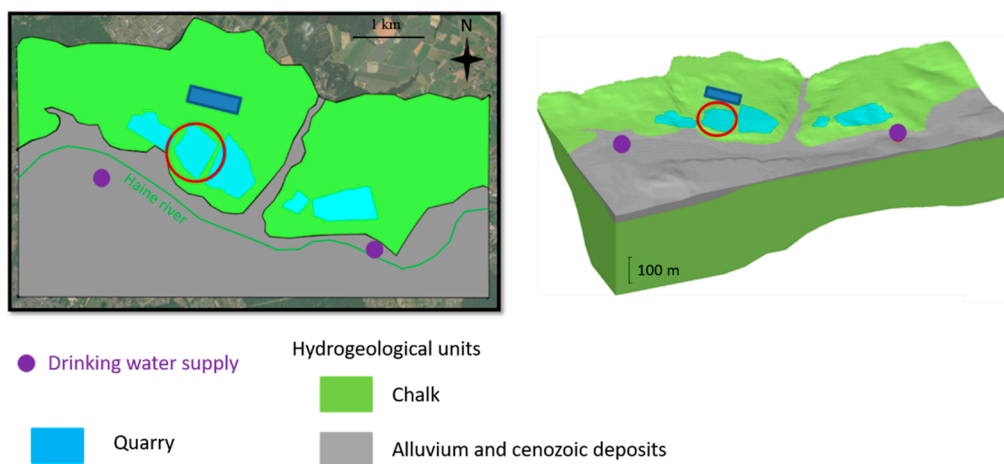 1 km
N
Haine river
100 m
Drinking water supply
Hydrogeological units
Chalk
Quarry
Alluvium and cenozoic deposits